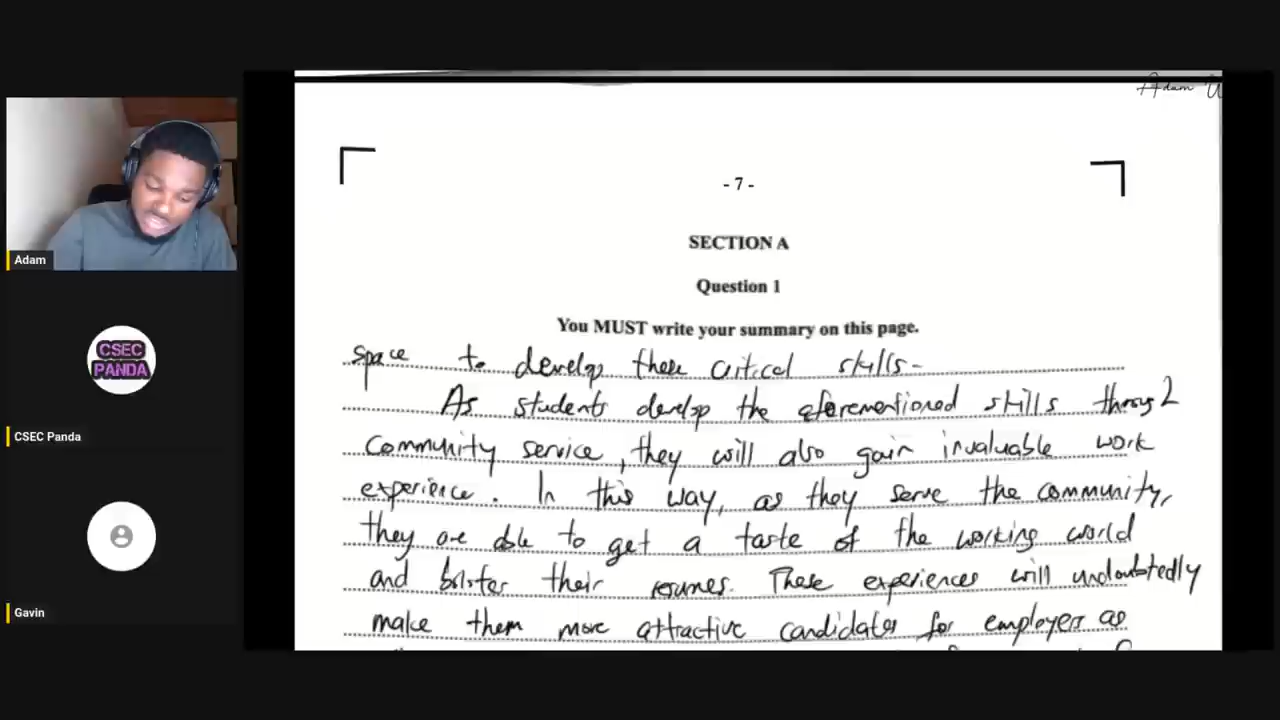 Adam
- 7 -
SECTION A
Question 1
You MUST write your summary on this page.
space to develop these critical skills-
As students develop the aforementioned skills through
community service, they will also gain invaluable work
experience. In this way, as they serve the community,
they are able to get a taste of the working world
and bolster their resumes. These experiences will undoubtedly
make them more attractive candidates for employers as
Adam
CSEC
PANDA
CSEC Panda
Gavin